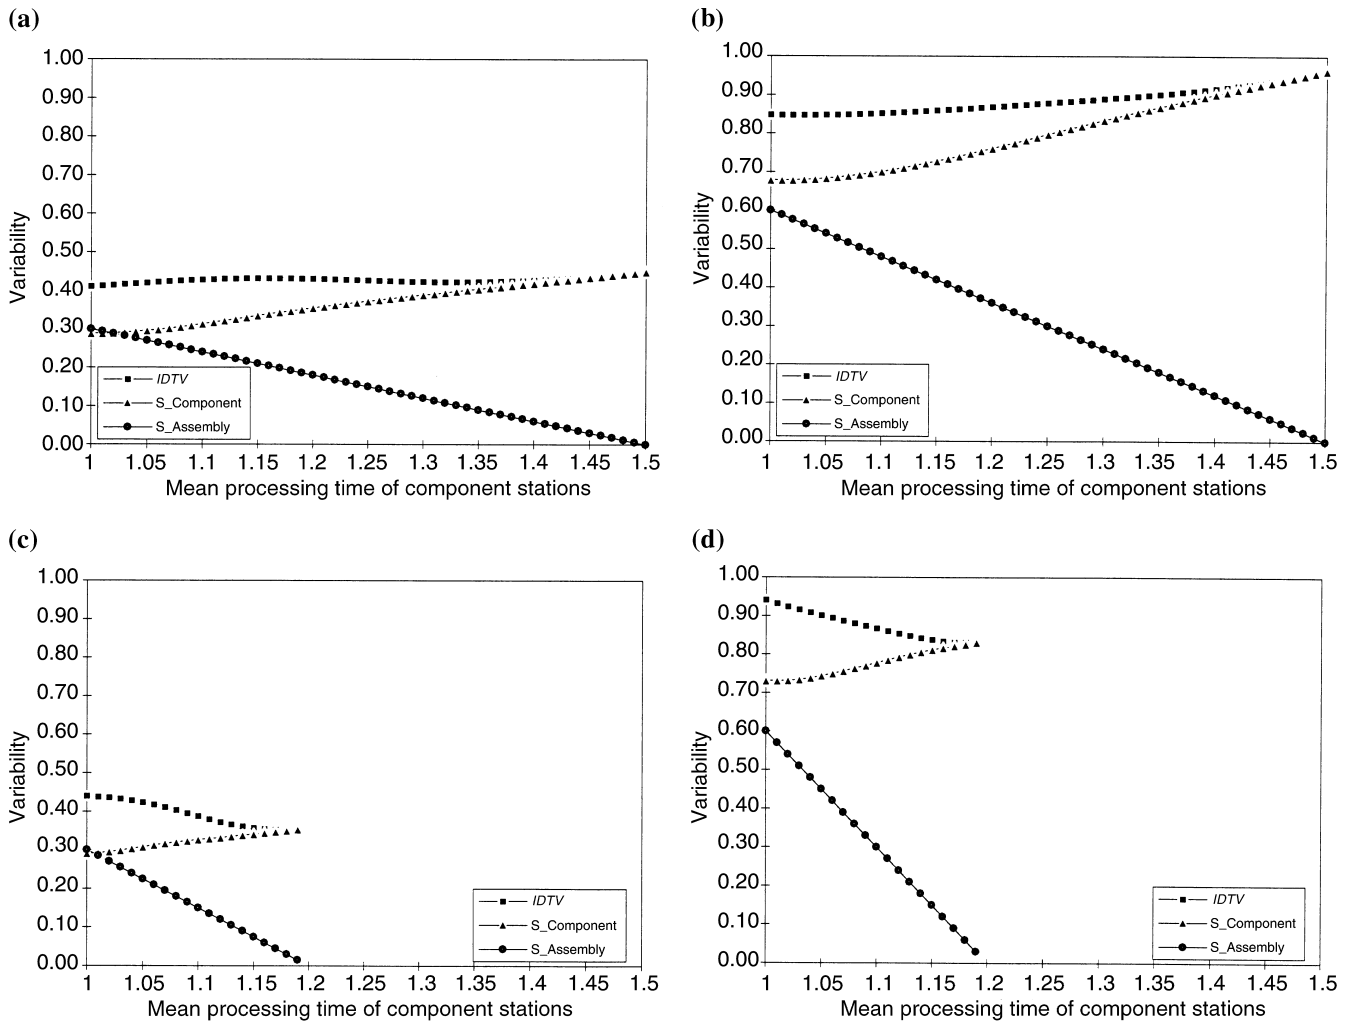 (a)
1.00
0.90
0.80
0.70
0.60
0.50
0.40
0.30
0.20
0.10
0.00
Variability
IDTV
S_Component
S_Assembly
1 1.05 1.1 1.15 1.2 1.25 1.3 1.35 1.4 1.45 1.5
Mean processing time of component stations
(b)
1.00
0.90
0.80
0.70
0.60
0.50
0.40
0.30
0.20
0.10
0.00
Variability
IDTV
S_Component
S_Assembly
1 1.05 1.1 1.15 1.2 1.25 1.3 1.35 1.4 1.45 1.5
Mean processing time of component stations
(c)
1.00
0.90
0.80
0.70
0.60
0.50
0.40
0.30
0.20
0.10
0.00
Variability
IDTV
S_Component
S_Assembly
1 1.05 1.1 1.15 1.2 1.25 1.3 1.35 1.4 1.45 1.5
Mean processing time of component stations
(d)
1.00
0.90
0.80
0.70
0.60
0.50
0.40
0.30
0.20
0.10
0.00
Variability
IDTV
S_Component
S_Assembly
1 1.05 1.1 1.15 1.2 1.25 1.3 1.35 1.4 1.45 1.5
Mean processing time of component stations